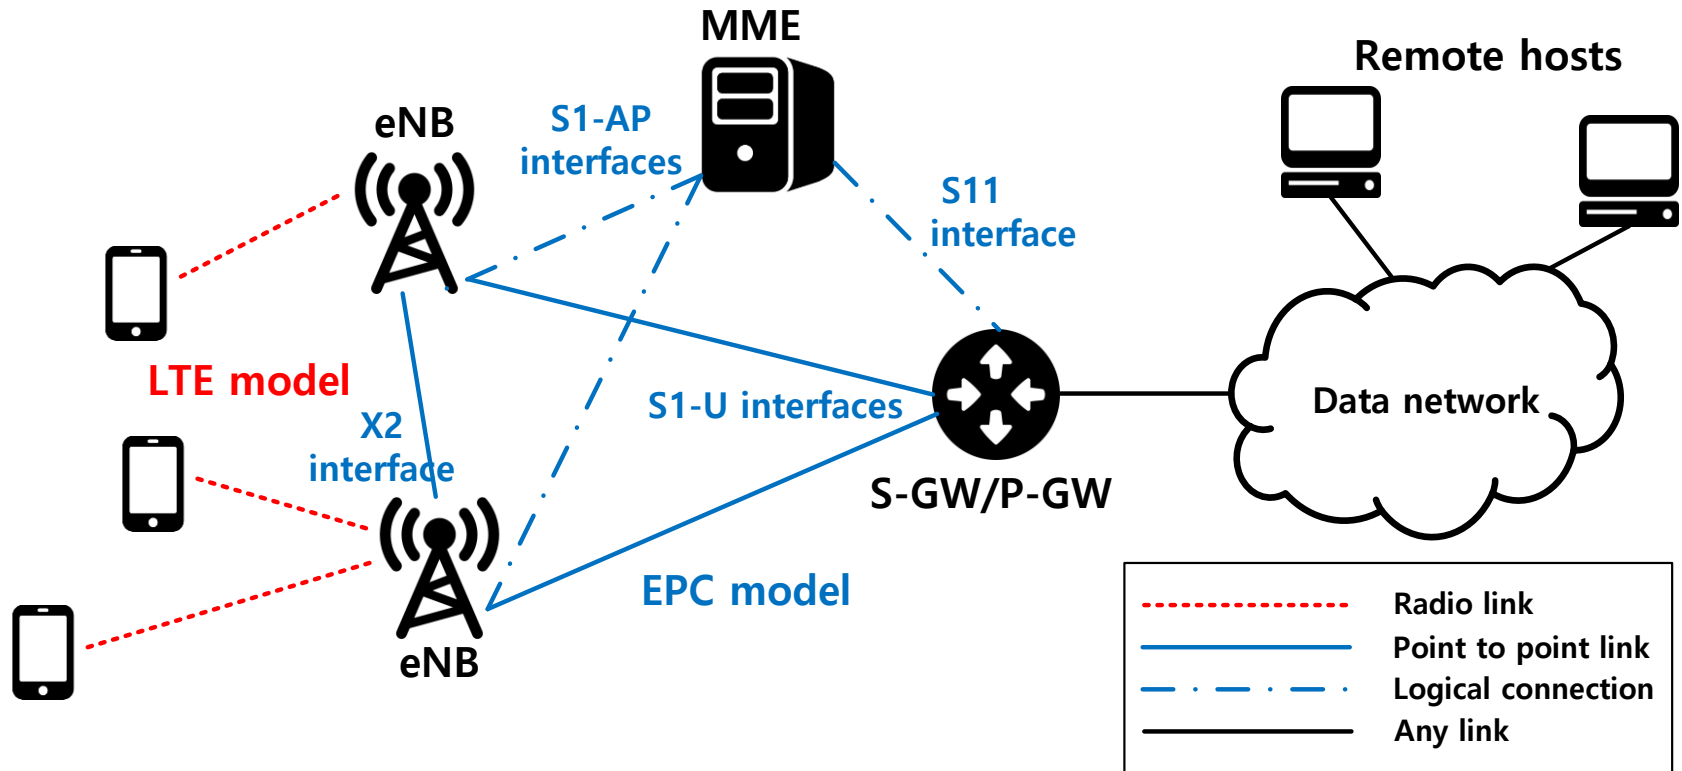 MME
Remote hosts
eNB
S1-AP
interfaces
S11
interface
LTE model
X2
interface
S1-U interfaces
Data network
S-GW/P-GW
EPC model
eNB
Radio link
Point to point link
Logical connection
Any link